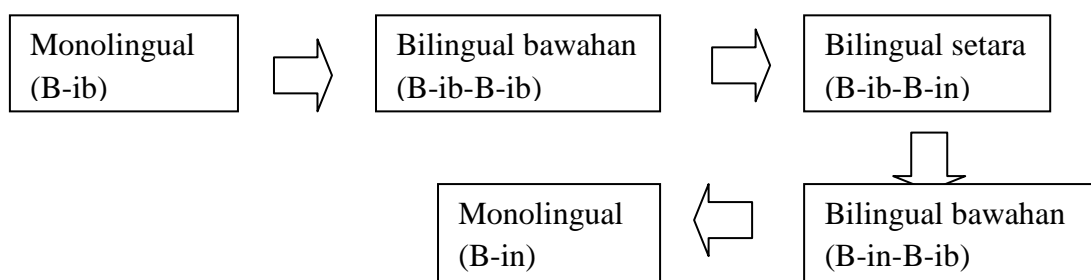 Monolingual
(B-ib)
Bilingual bawahan
(B-ib-B-ib)
Bilingual setara
(B-ib-B-in)
Bilingual bawahan
(B-in-B-ib)
Monolingual
(B-in)